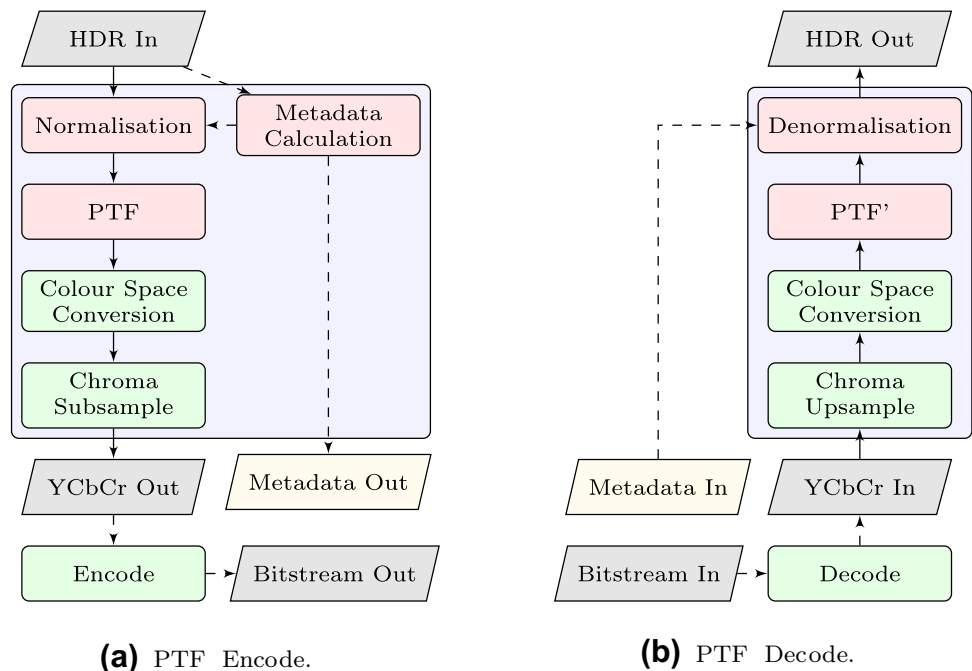 HDR In
Normalisation
Metadata
Calculation
PTF
Colour Space
Conversion
Chroma
Subsample
YCbCr Out
Metadata Out
Encode
Bitstream Out
(a) PTF Encode.
HDR Out
Denormalisation
PTF'
Colour Space
Conversion
Chroma
Upsample
Metadata In
YCbCr In
Bitstream In
Decode
(b) PTF Decode.